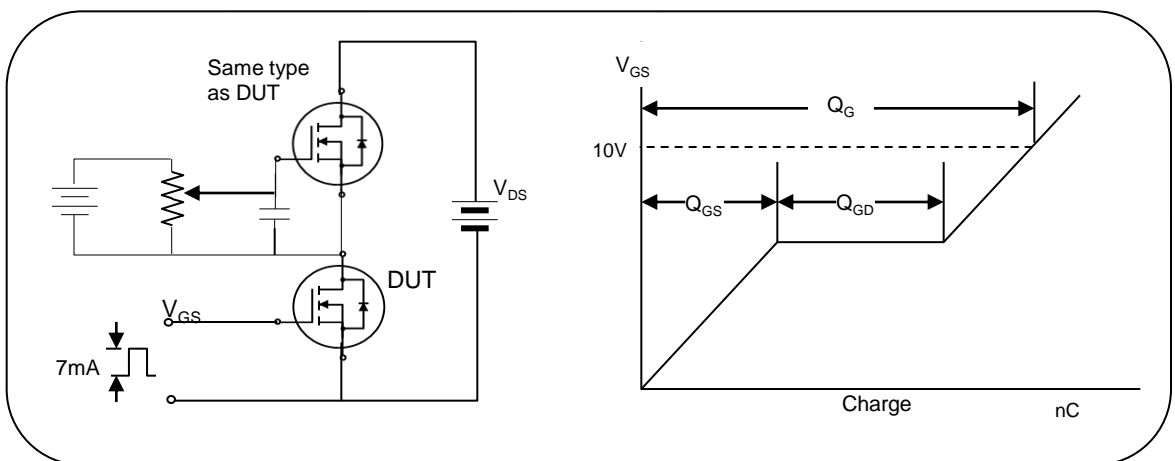 Same type
as DUT
V_DS
DUT
V_GS
7mA
V_GS
Q_G
10V
Q_GS
Q_GD
Charge
nC